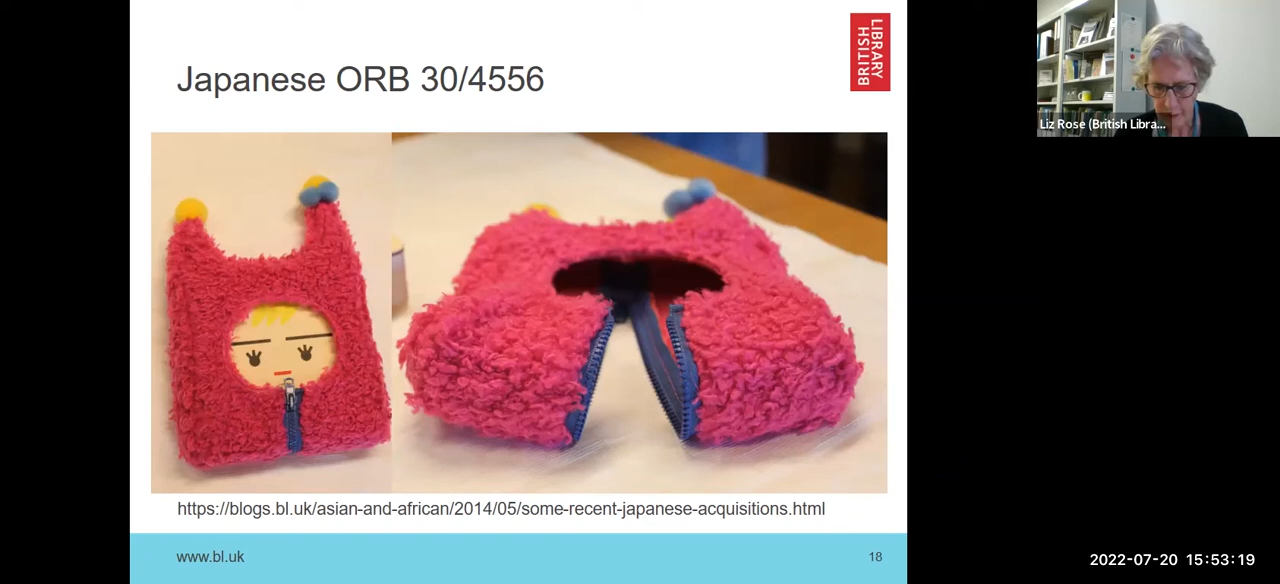 Japanese ORB 30/4556
BRITISH
LIBRARY
Liz Rose (British Libra...
https://blogs.bl.uk/asian-and-african/2014/05/some-recent-japanese-acquisitions.html
www.bl.uk
18
2022-07-20 15:53:19